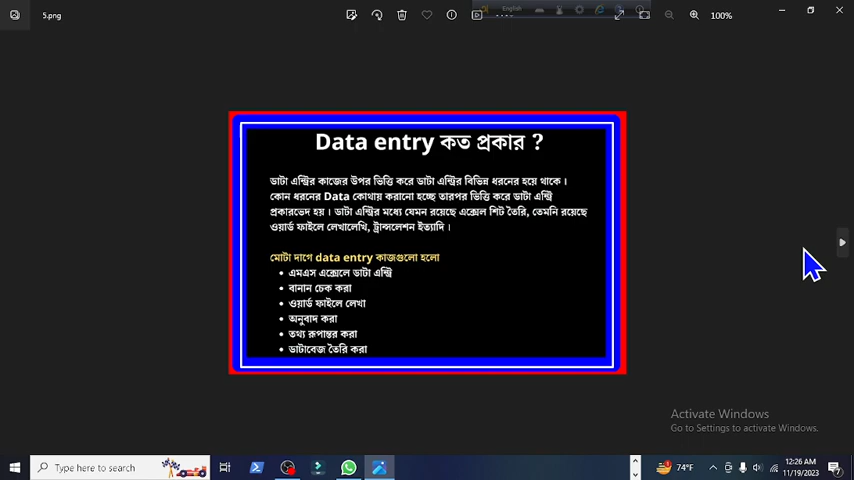 5.png
English
100%
Data entry কত প্রকার ?
ডাটা এন্ট্রির কাজের উপর ভিত্তি করে ডাটা এন্ট্রির বিভিন্ন ধরনের হয়ে থাকে ।
কোন ধরনের Data কোথায় করানো হচ্ছে তারপর ভিত্তি করে ডাটা এন্ট্রি
প্রকারভেদ হয় । ডাটা এন্ট্রির মধ্যে যেমন রয়েছে এক্সেল শিট তৈরি, তেমনি রয়েছে
ওয়ার্ড ফাইলে লেখালেখি, ট্রান্সলেশন ইত্যাদি ।
মোটা দাগে data entry কাজগুলো হলো
• এমএস এক্সেলে ডাটা এন্ট্রি
• বানান চেক করা
• ওয়ার্ড ফাইলে লেখা
• অনুবাদ করা
• তথ্য রূপান্তর করা
• ডাটাবেজ তৈরি করা
Activate Windows
Go to Settings to activate Windows.
Type here to search
74°F
12:26 AM
11/19/2023
7